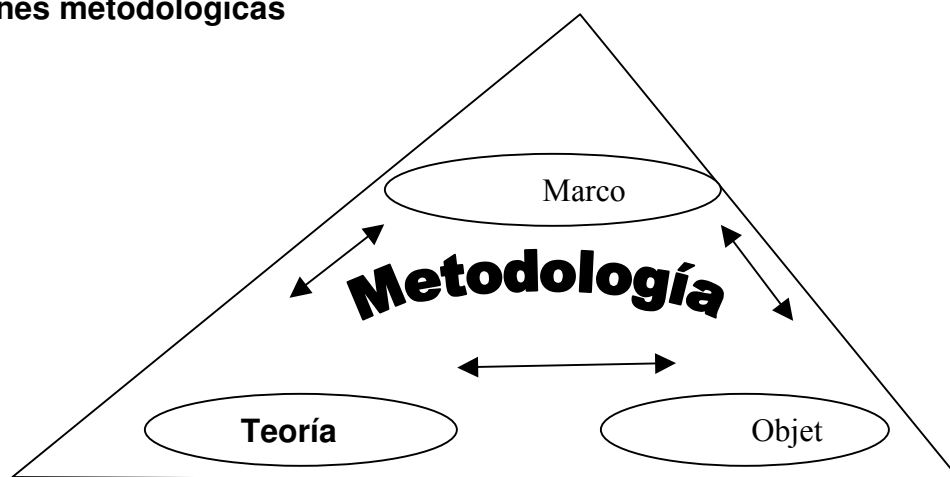 nes metodológicas
Marco
Metodología
Teoría
Objet